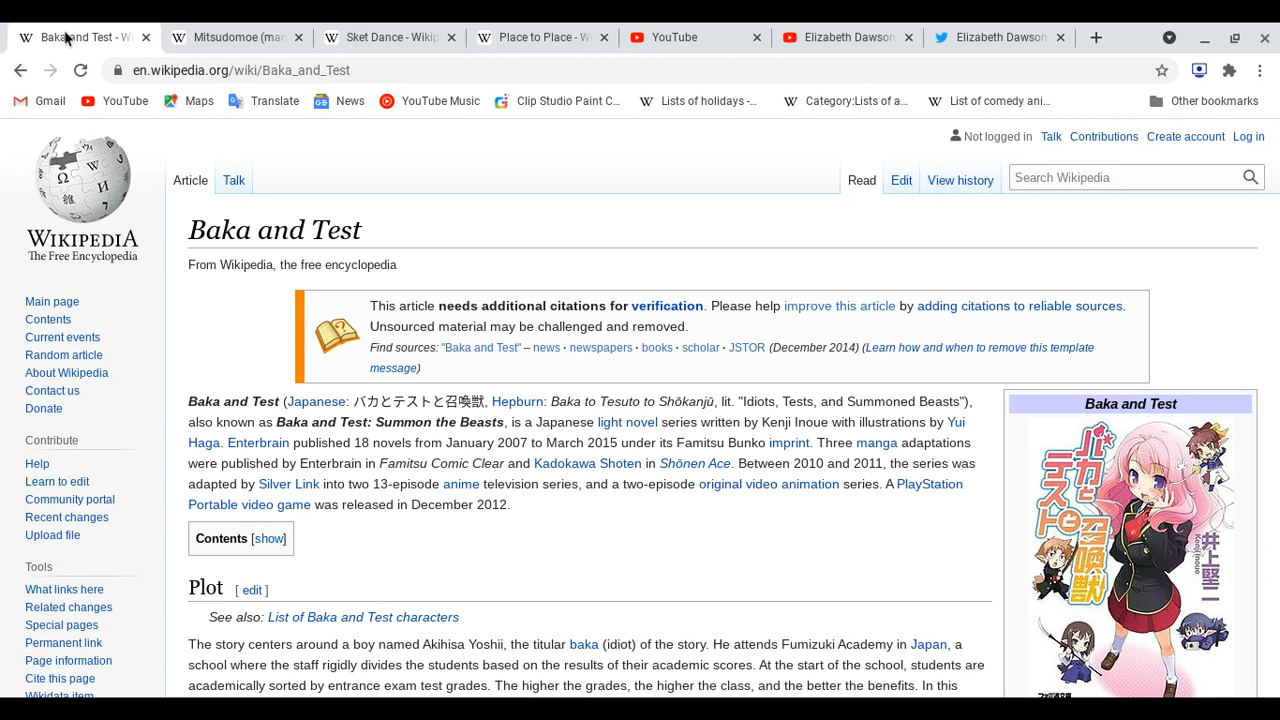 Baka and Test - W
Mitsudomoe (man
Sket Dance - Wikip
Place to Place - Wi
YouTube
Elizabeth Dawson
Elizabeth Dawson
en.wikipedia.org/wiki/Baka_and_Test
Gmail
YouTube
Maps
Translate
News
YouTube Music
Clip Studio Paint C...
Lists of holidays -...
Category:Lists of a...
List of comedy ani...
Other bookmarks
Not logged in Talk Contributions Create account Log in
Article Talk
Read Edit View history
Search Wikipedia
WIKIPEDIA
The Free Encyclopedia
Main page
Contents
Current events
Random article
About Wikipedia
Contact us
Donate
Contribute
Help
Learn to edit
Community portal
Recent changes
Upload file
Tools
What links here
Related changes
Special pages
Permanent link
Page information
Cite this page
Wikidata item
Baka and Test
From Wikipedia, the free encyclopedia
This article needs additional citations for verification. Please help improve this article by adding citations to reliable sources.
Unsourced material may be challenged and removed.
Find sources: "Baka and Test" – news · newspapers · books · scholar · JSTOR (December 2014) (Learn how and when to remove this template
message)
Baka and Test (Japanese: バカとテストと召喚獣, Hepburn: Baka to Tesuto to Shōkanjū, lit. "Idiots, Tests, and Summoned Beasts"),
also known as Baka and Test: Summon the Beasts, is a Japanese light novel series written by Kenji Inoue with illustrations by Yui
Haga. Enterbrain published 18 novels from January 2007 to March 2015 under its Famitsu Bunko imprint. Three manga adaptations
were published by Enterbrain in Famitsu Comic Clear and Kadokawa Shoten in Shōnen Ace. Between 2010 and 2011, the series was
adapted by Silver Link into two 13-episode anime television series, and a two-episode original video animation series. A PlayStation
Portable video game was released in December 2012.
Contents [show]
Plot [ edit ]
See also: List of Baka and Test characters
The story centers around a boy named Akihisa Yoshii, the titular baka (idiot) of the story. He attends Fumizuki Academy in Japan, a
school where the staff rigidly divides the students based on the results of their academic scores. At the start of the school, students are
academically sorted by entrance exam test grades. The higher the grades, the higher the class, and the better the benefits. In this
Baka and Test
バカと
テストと
召喚獣
井上堅二
Kenji Inoue